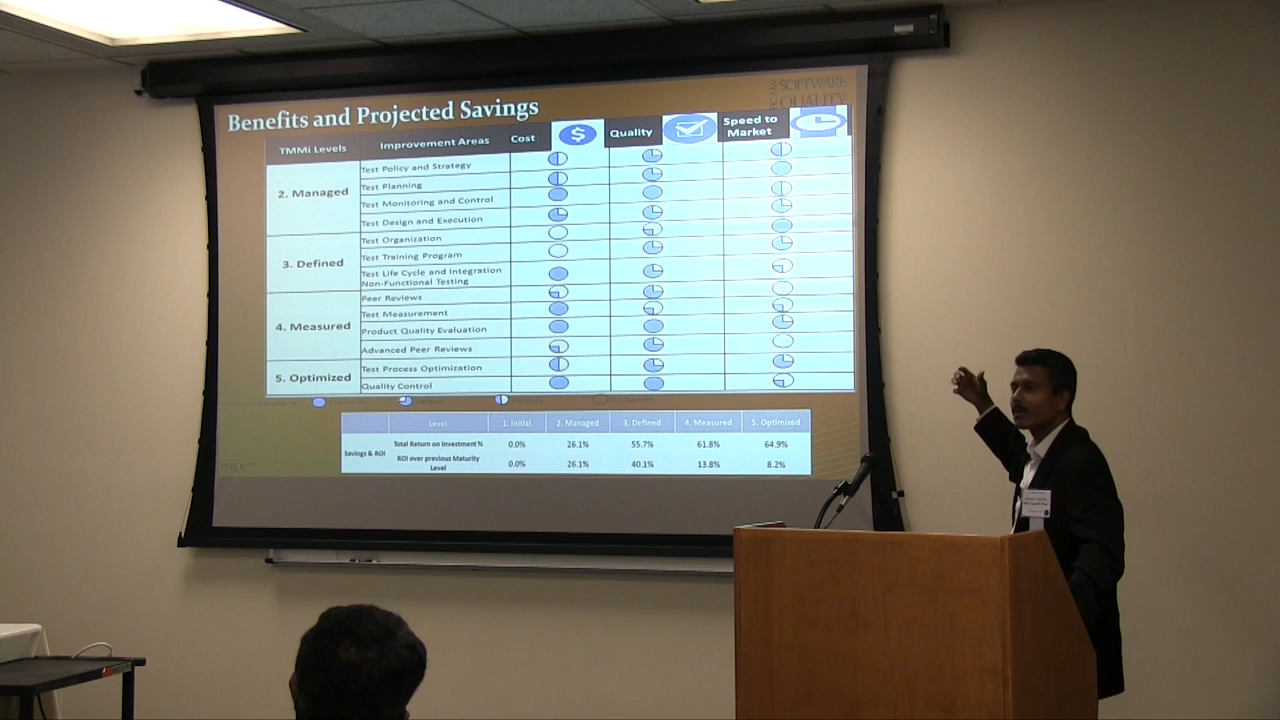 SOFTWARE
QUALITY
Benefits and Projected Savings
TMMi Levels Improvement Areas Cost $ Quality Speed to Market
2. Managed
Test Policy and Strategy
Test Planning
Test Monitoring and Control
Test Design and Execution
3. Defined
Test Organization
Test Training Program
Test Life Cycle and Integration
Non-Functional Testing
Peer Reviews
4. Measured
Test Measurement
Product Quality Evaluation
Advanced Peer Reviews
5. Optimized
Test Process Optimization
Quality Control
Level 1. Initial 2. Managed 3. Defined 4. Measured 5. Optimized
Savings & ROI
Total Return on Investment % 0.0% 26.1% 55.7% 61.8% 64.9%
ROI over previous Maturity Level 0.0% 26.1% 40.1% 13.8% 8.2%